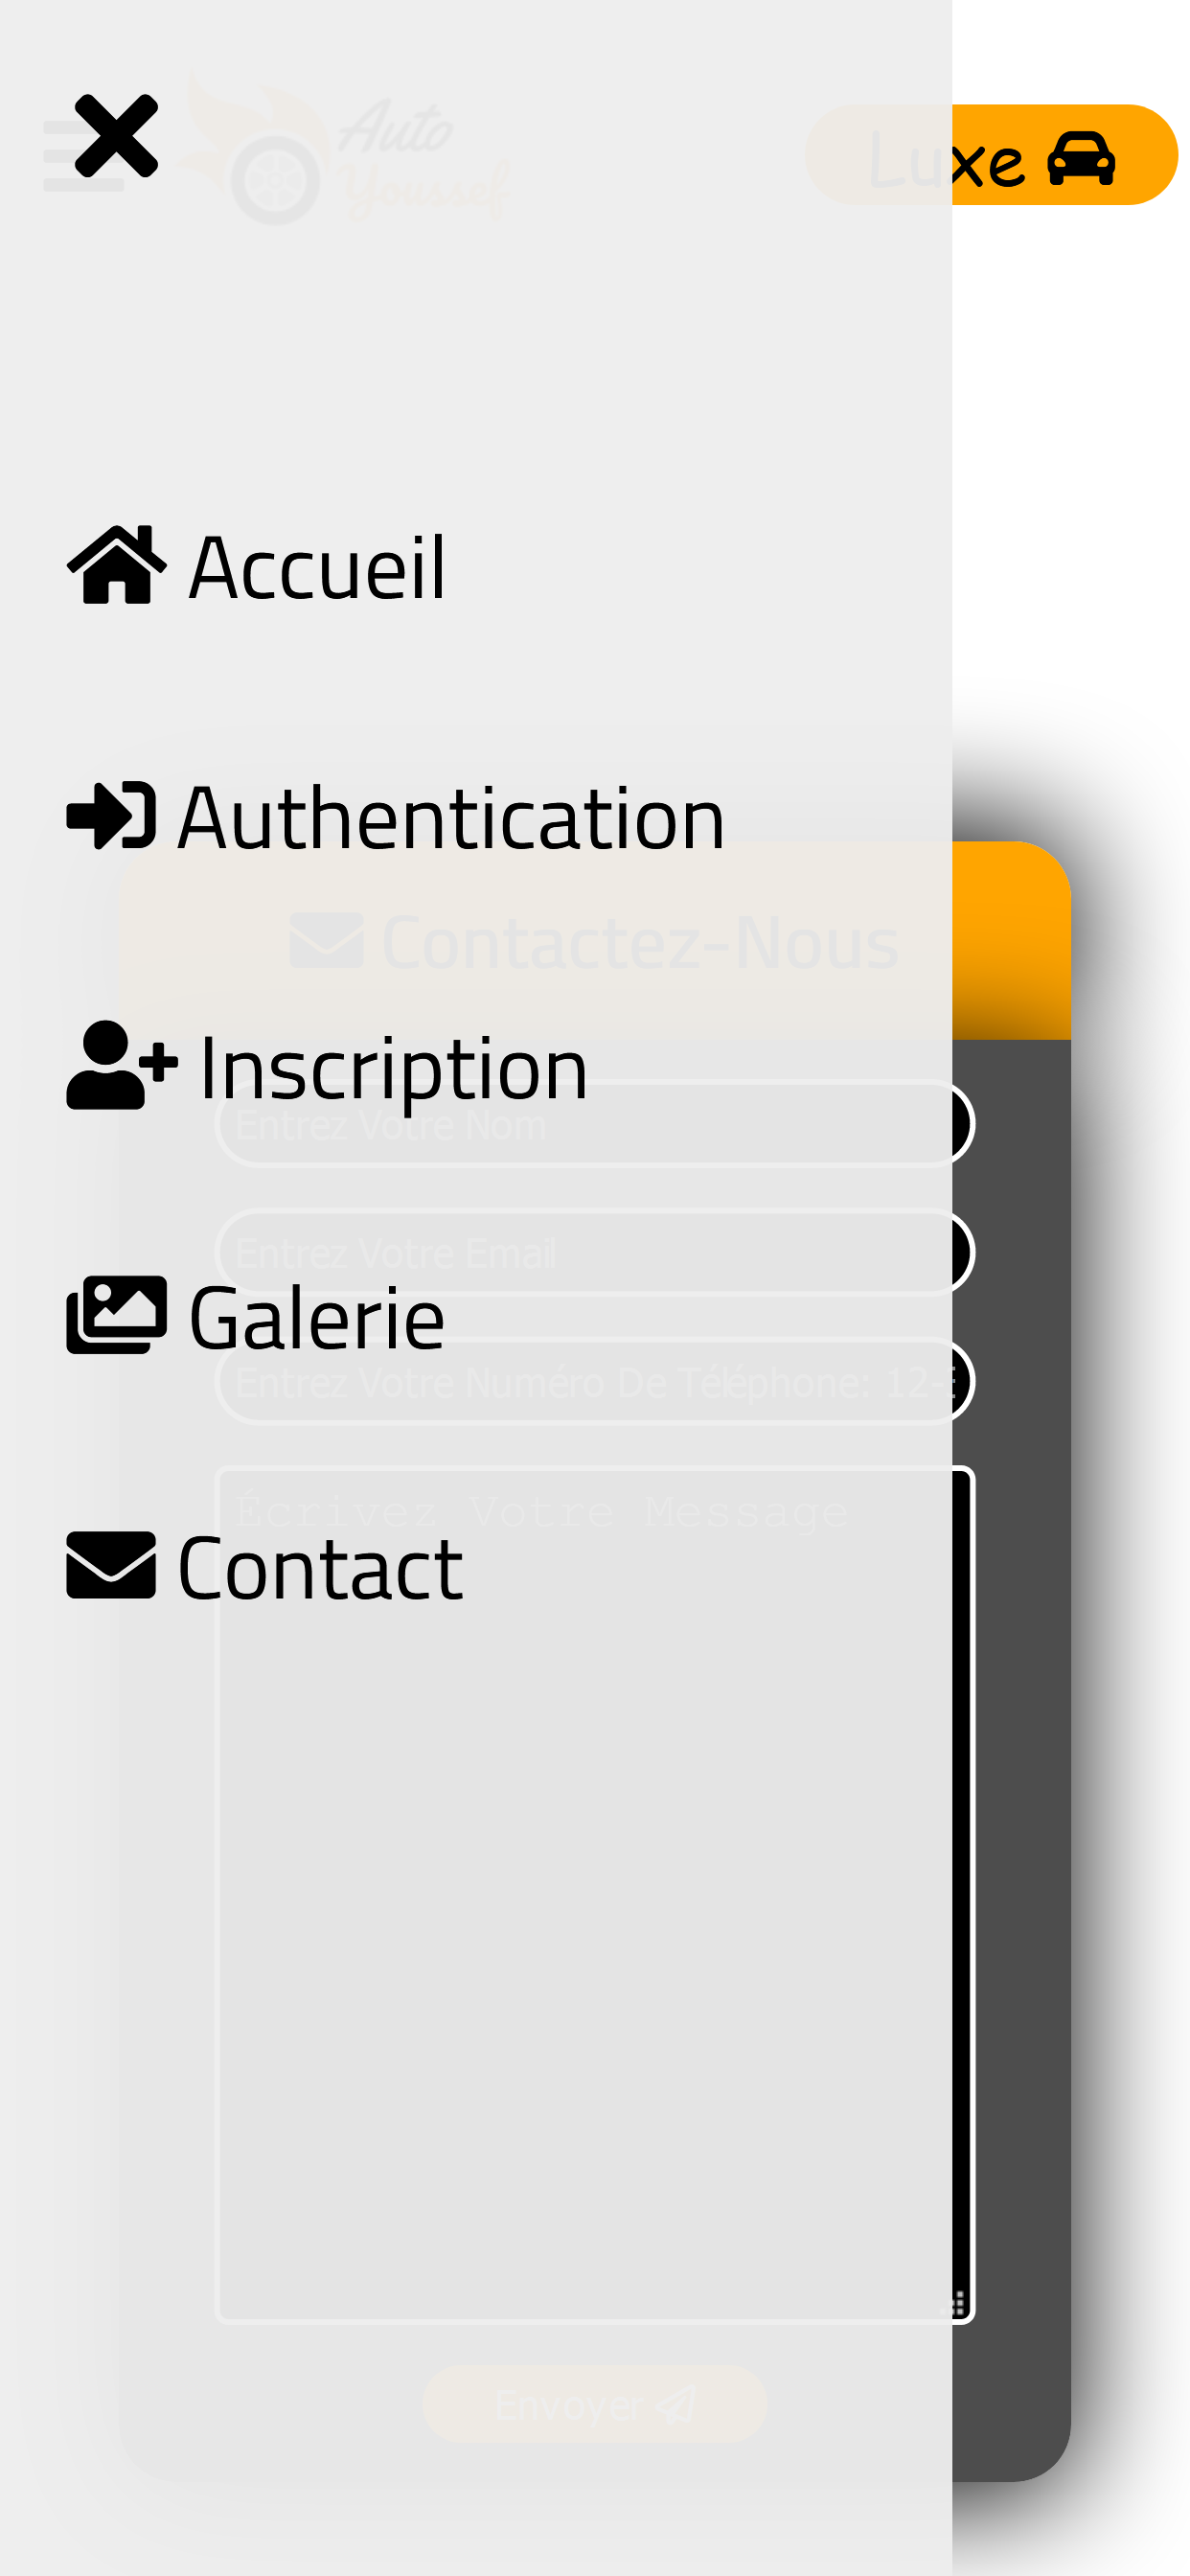 Auto
Youssef
Luxe
Accueil
Authentication
Contactez-Nous
Inscription
Entrez Votre Nom
Entrez Votre Email
Galerie
Entrez Votre Numéro De Téléphone: 12-
Écrivez Votre Message
Contact
Envoyer